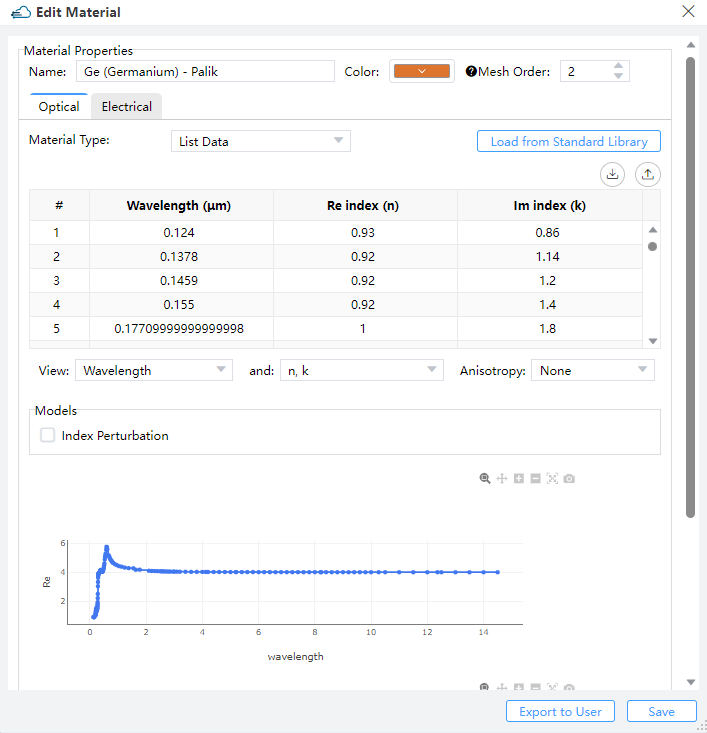 Edit Material
Material Properties
Name: Ge (Germanium) - Palik Color: ?Mesh Order: 2
Optical Electrical
Material Type: List Data Load from Standard Library
# Wavelength (μm) Re index (n) Im index (k)
1 0.124 0.93 0.86
2 0.1378 0.92 1.14
3 0.1459 0.92 1.2
4 0.155 0.92 1.4
5 0.17709999999999998 1 1.8
View: Wavelength and: n, k Anisotropy: None
Models
Index Perturbation
6
4
2
Re
0 2 4 6 8 10 12 14
wavelength
Export to User Save